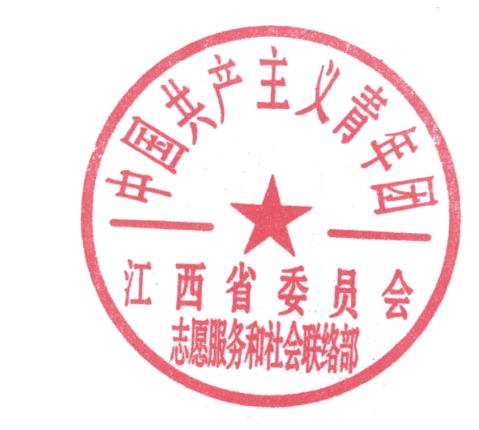 中国共产主义青年团
江西省委员会
志愿服务和社会联络部